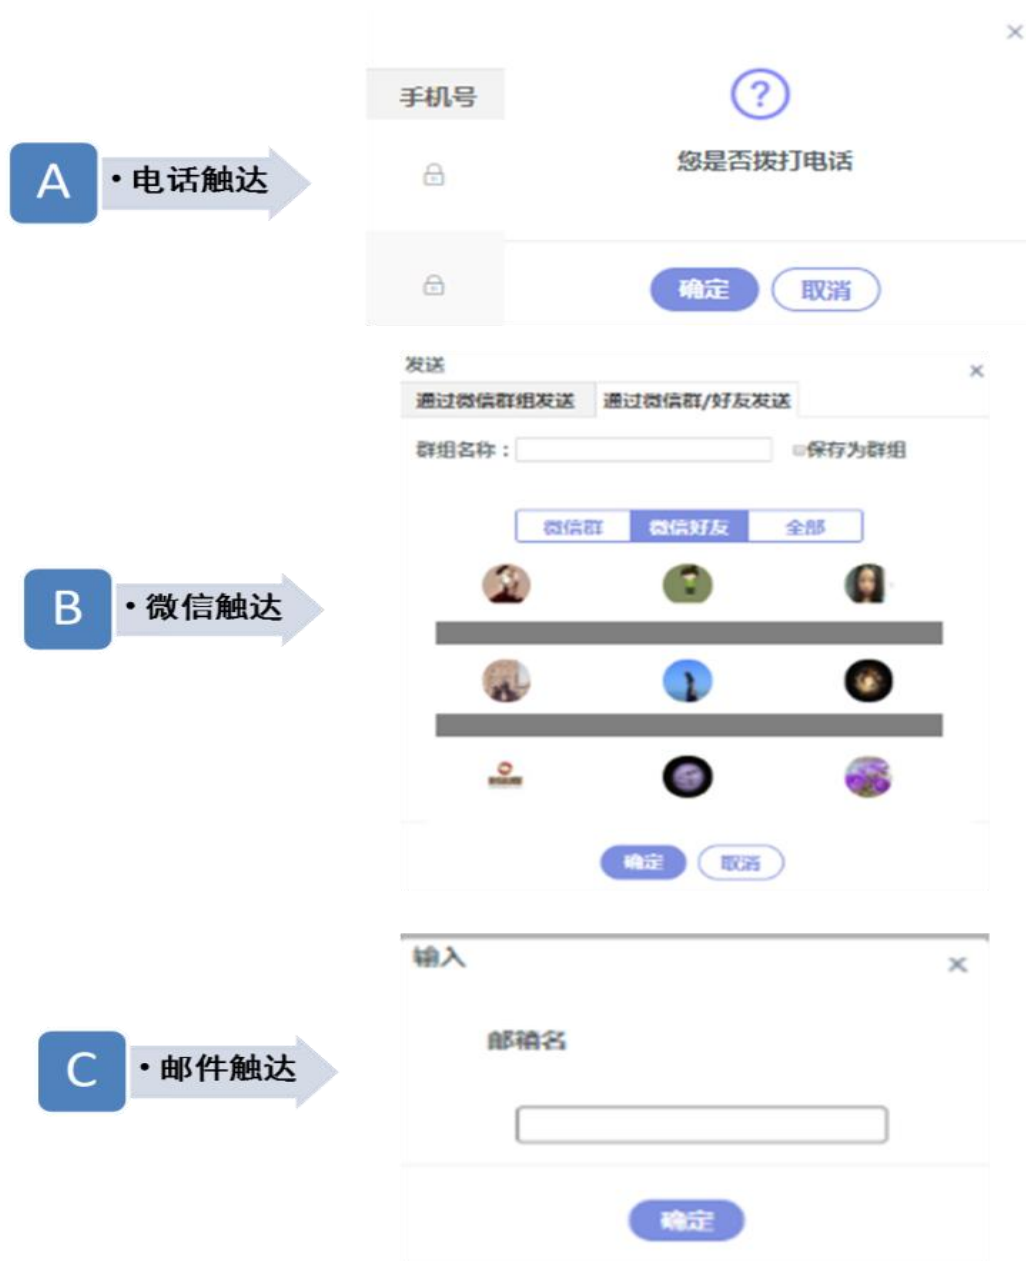 手机号
?
您是否拨打电话
A
•电话触达
确定
取消
发送
通过微信群组发送
通过微信群/好友发送
群组名称：
保存为群组
微信群
微信好友
全部
B
•微信触达
确定
取消
输入
邮箱名
C
•邮件触达
确定